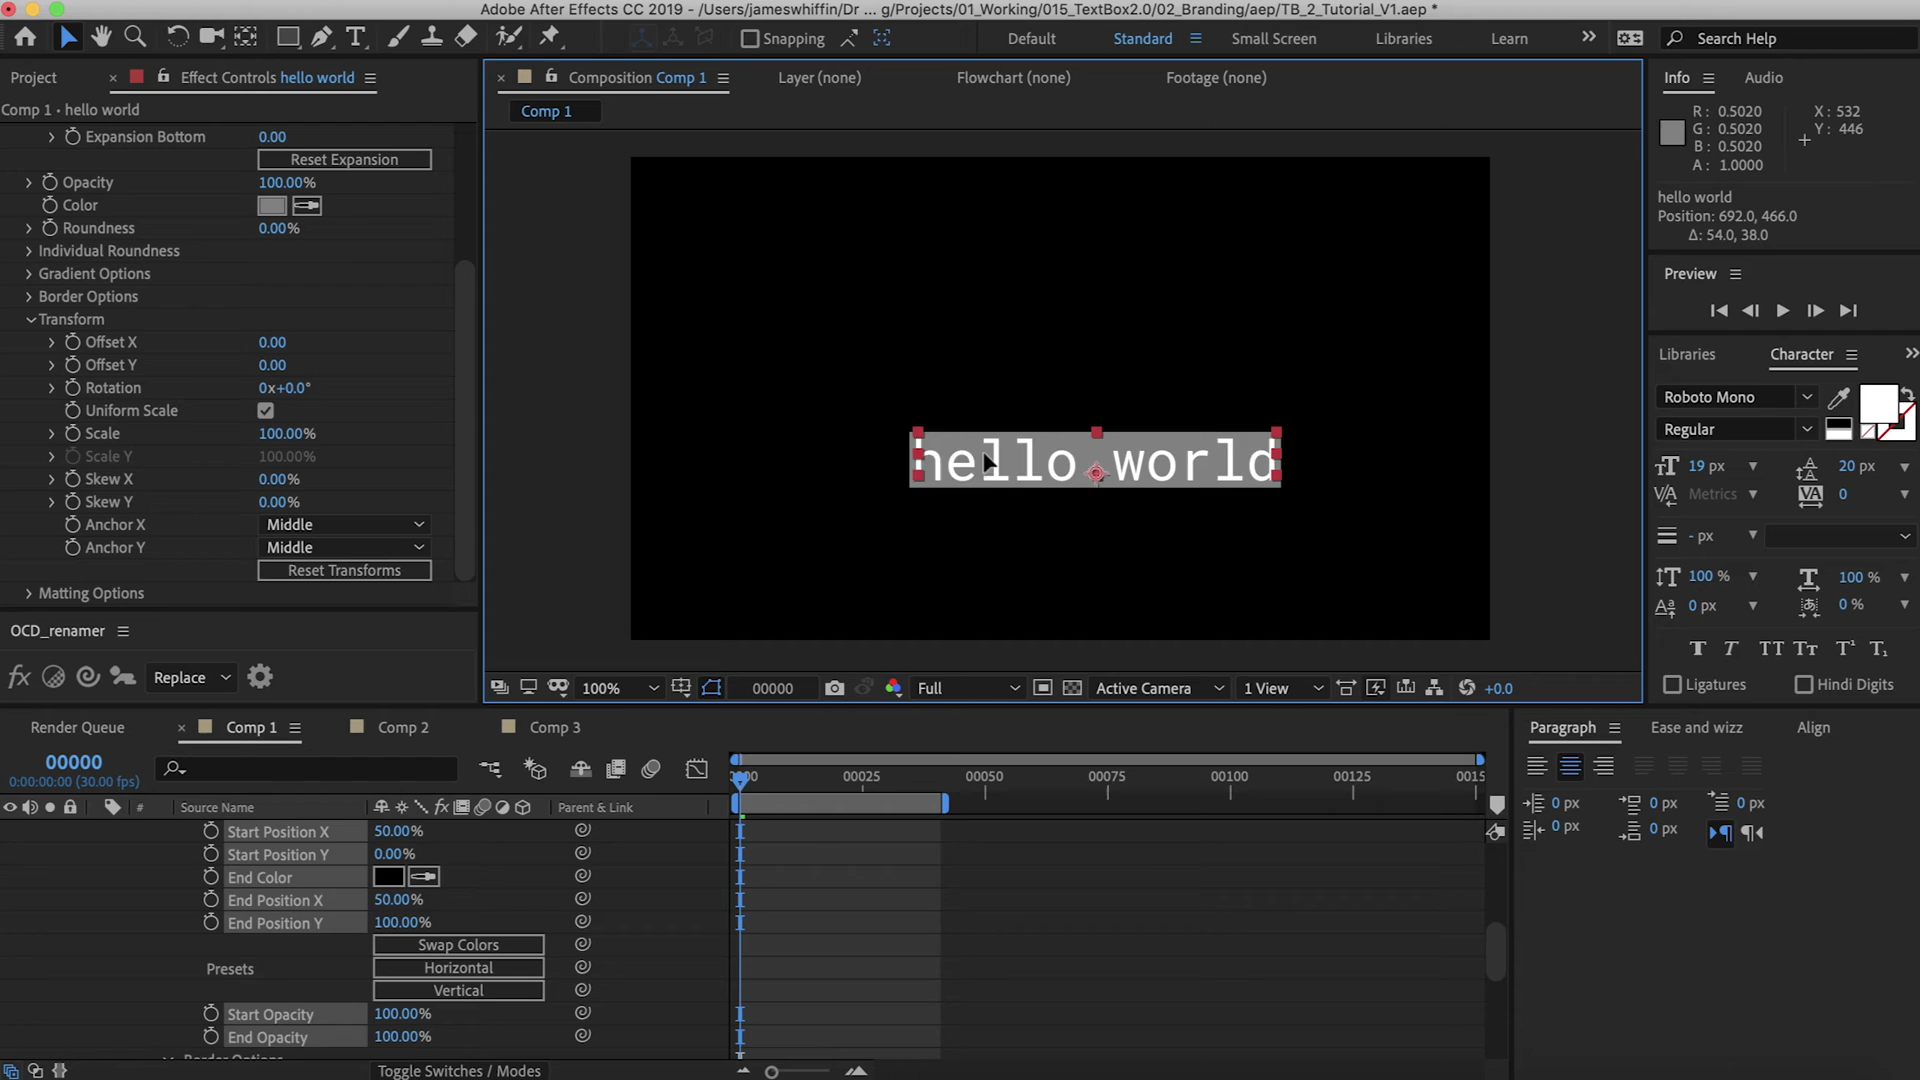 Adobe After Effects CC 2019 - /Users/jameswhiffin/Dr ... g/Projects/01_Working/015_TextBox2.0/02_Branding/aep/TB_2_Tutorial_V1.aep *
Snapping
Default
Standard
Small Screen
Libraries
Learn
Search Help
Project
Effect Controls hello world
Comp 1 • hello world
Expansion Bottom 0.00
Reset Expansion
Opacity 100.00%
Color
Roundness 0.00%
Individual Roundness
Gradient Options
Border Options
Transform
Offset X 0.00
Offset Y 0.00
Rotation 0x+0.0°
Uniform Scale
Scale 100.00%
Scale Y 100.00%
Skew X 0.00%
Skew Y 0.00%
Anchor X Middle
Anchor Y Middle
Reset Transforms
Matting Options
OCD_renamer
fx Replace
Composition Comp 1
Layer (none)
Flowchart (none)
Footage (none)
Comp 1
hello world
100%
00000
Full
Active Camera
1 View
+0.0
Info
Audio
R: 0.5020
G: 0.5020
B: 0.5020
A: 1.0000
X: 532
Y: 446
hello world
Position: 692.0, 466.0
Δ: 54.0, 38.0
Preview
Libraries
Character
Roboto Mono
Regular
19 px
20 px
Metrics
0
- px
100 %
100 %
0 px
0 %
Ligatures
Hindi Digits
Render Queue
Comp 1
Comp 2
Comp 3
00000
0:00:00:00 (30.00 fps)
# Source Name
Parent & Link
00025
00050
00075
00100
00125
Start Position X 50.00%
Start Position Y 0.00%
End Color
End Position X 50.00%
End Position Y 100.00%
Swap Colors
Presets Horizontal
Vertical
Start Opacity 100.00%
End Opacity 100.00%
Toggle Switches / Modes
Paragraph
Ease and wizz
Align
0 px
0 px
0 px
0 px
0 px